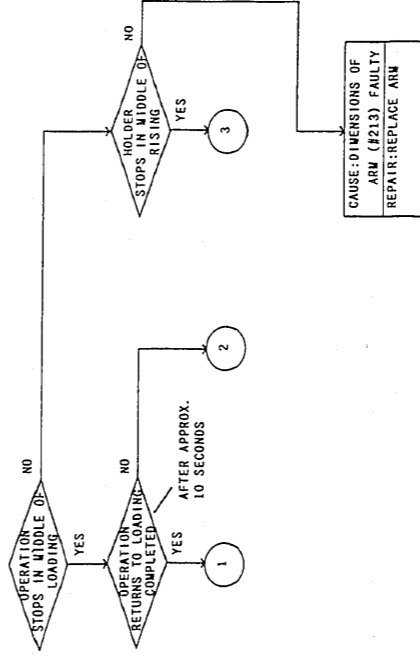 OPERATION
STOPS IN MIDDLE OF
LOADING
NO
YES
OPERATION
RETURNS TO LOADING
COMPLETED
NO
AFTER APPROX.
10 SECONDS
YES
1
2
HOLDER
STOPS IN MIDDLE OF
RISING
NO
YES
3
CAUSE:DIMENSIONS OF
ARM (#213) FAULTY
REPAIR:REPLACE ARM